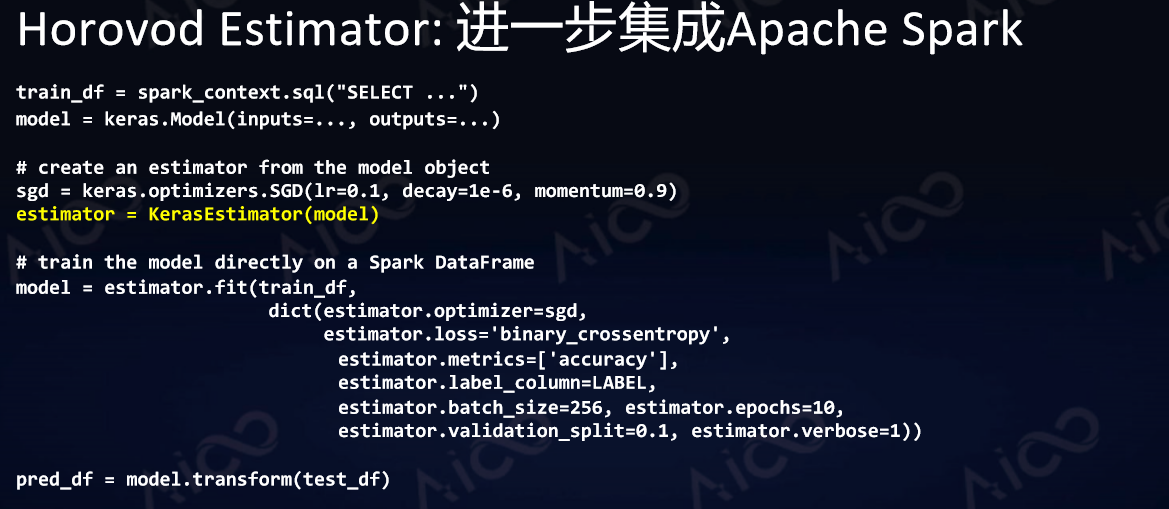 Horovod Estimator: 进一步集成Apache Spark
train_df = spark_context.sql("SELECT ...")
model = keras.Model(inputs=..., outputs=...)
# create an estimator from the model object
sgd = keras.optimizers.SGD(lr=0.1, decay=1e-6, momentum=0.9)
estimator = KerasEstimator(model)
# train the model directly on a Spark DataFrame
model = estimator.fit(train_df,
dict(estimator.optimizer=sgd,
estimator.loss='binary_crossentropy',
estimator.metrics=['accuracy'],
estimator.label_column=LABEL,
estimator.batch_size=256, estimator.epochs=10,
estimator.validation_split=0.1, estimator.verbose=1))
pred_df = model.transform(test_df)